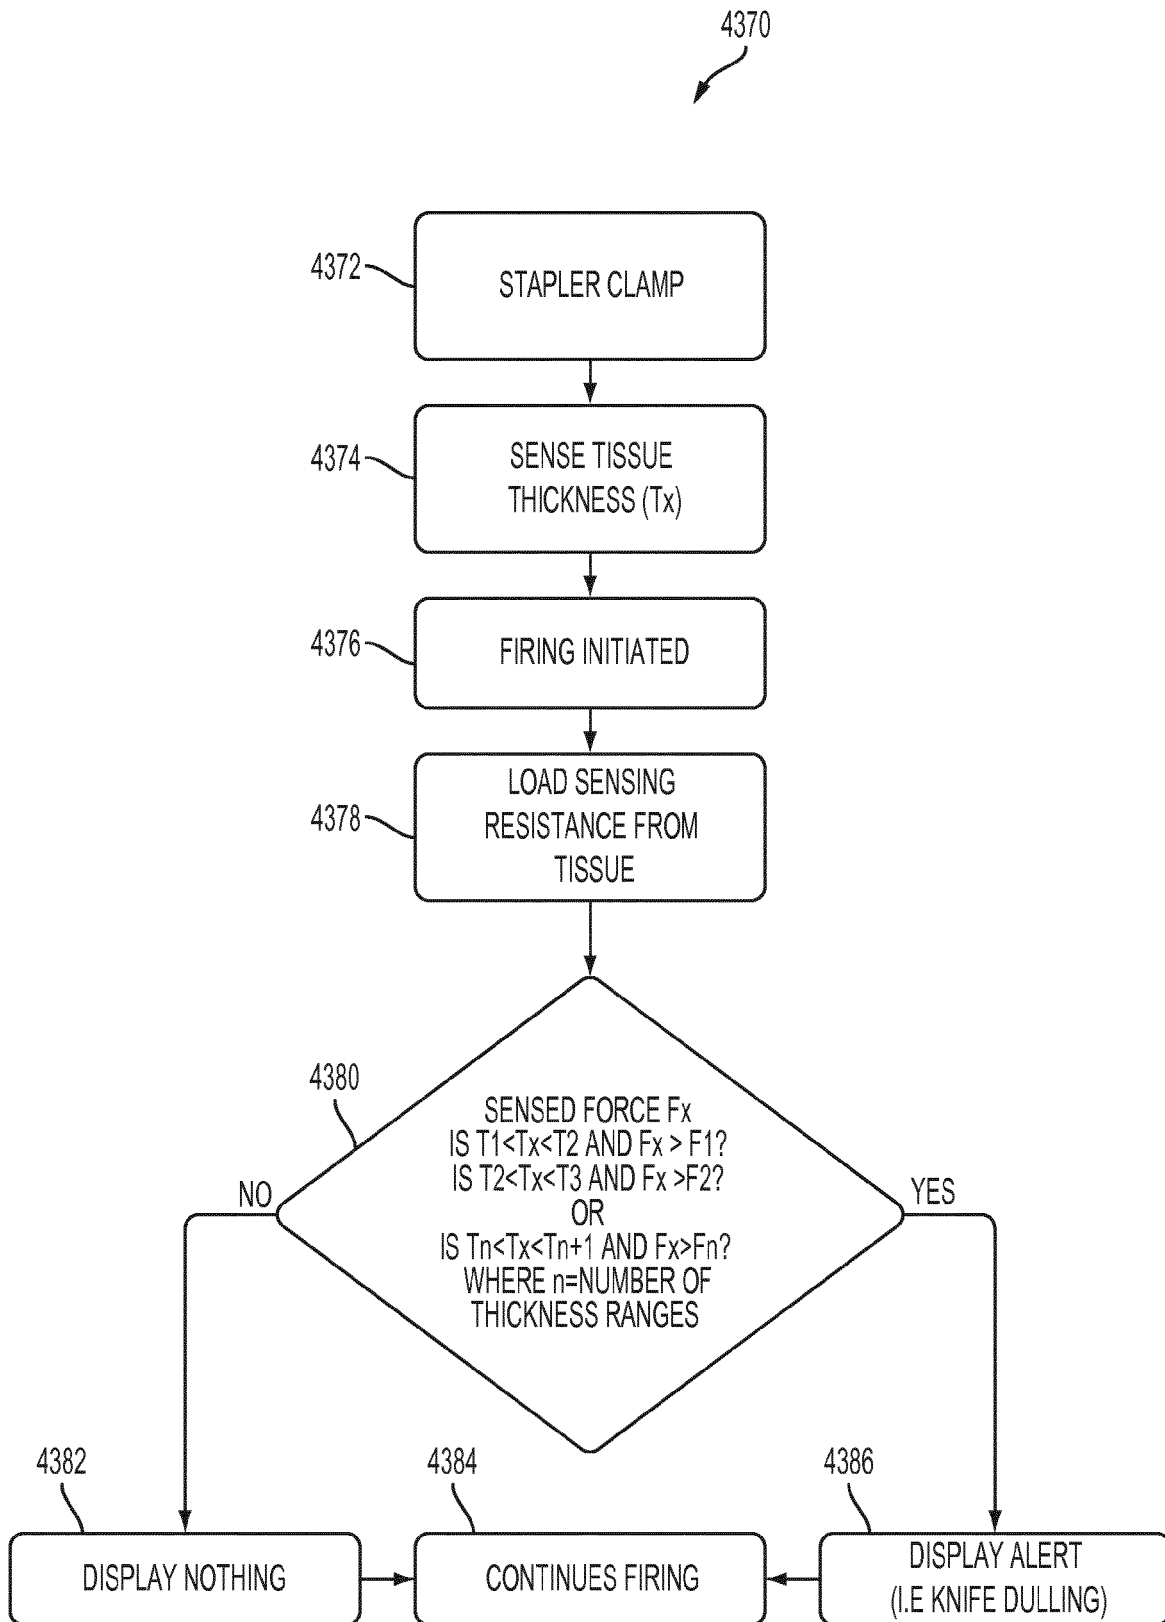 4370
4372
STAPLER CLAMP
4374
SENSE TISSUE
THICKNESS (Tx)
4376
FIRING INITIATED
4378
LOAD SENSING
RESISTANCE FROM
TISSUE
4380
SENSED FORCE Fx
IS T1<Tx<T2 AND Fx > F1?
IS T2<Tx<T3 AND Fx >F2?
OR
IS Tn<Tx<Tn+1 AND Fx>Fn?
WHERE n=NUMBER OF
THICKNESS RANGES
NO
YES
4382
DISPLAY NOTHING
4384
CONTINUES FIRING
4386
DISPLAY ALERT
(I.E KNIFE DULLING)